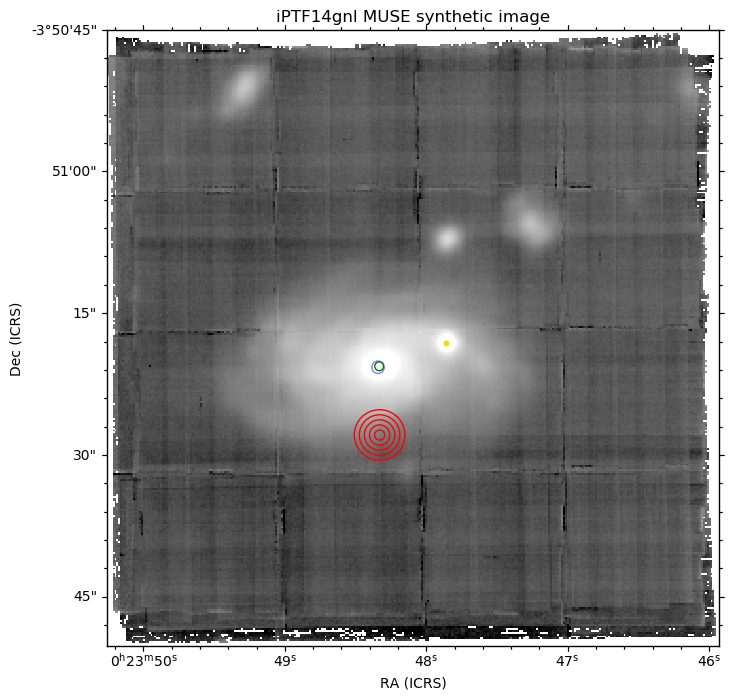 iPTF14gnl MUSE synthetic image
-3°50'45"
51'00"
15"
30"
45"
Dec (ICRS)
0ʰ23ᵐ50ˢ 49ˢ 48ˢ 47ˢ 46ˢ
RA (ICRS)